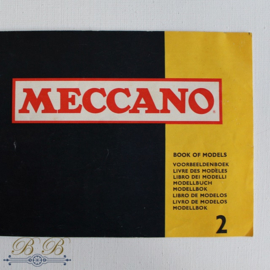 MECCANO
BOOK OF MODELS
VOORBEELDENBOEK
LIVRE DES MODÈLES
LIBRO DEI MODELLI
MODELLBUCH
MODELLBOK
LIBRO DE MODELOS
LIVRO DE MODELOS
MODELLBOK
2
B B